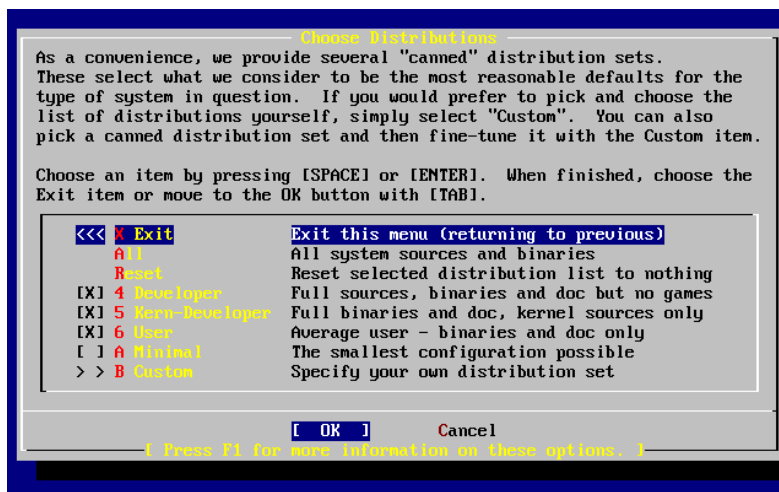 Choose Distributions
As a convenience, we provide several "canned" distribution sets.
These select what we consider to be the most reasonable defaults for the
type of system in question.  If you would prefer to pick and choose the
list of distributions yourself, simply select "Custom".  You can also
pick a canned distribution set and then fine-tune it with the Custom item.
Choose an item by pressing [SPACE] or [ENTER].  When finished, choose the
Exit item or move to the OK button with [TAB].
<<< X Exit Exit this menu (returning to previous)
All All system sources and binaries
Reset Reset selected distribution list to nothing
[X] 4 Developer Full sources, binaries and doc but no games
[X] 5 Kern-Developer Full binaries and doc, kernel sources only
[X] 6 User Average user - binaries and doc only
[ ] A Minimal The smallest configuration possible
> > B Custom Specify your own distribution set
[ OK ] Cancel
[ Press F1 for more information on these options. ]